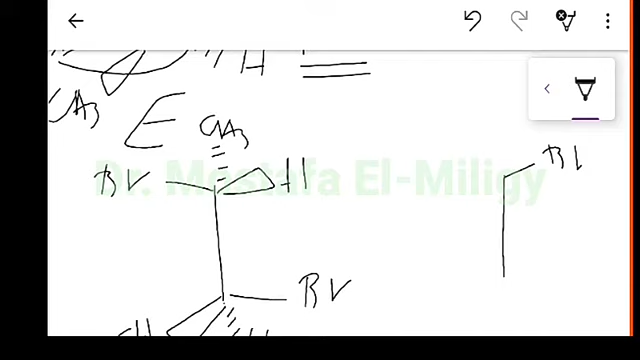 H
CH3
E
CH3
Br H
Br
Dr. Mostafa El-Miligy
Br